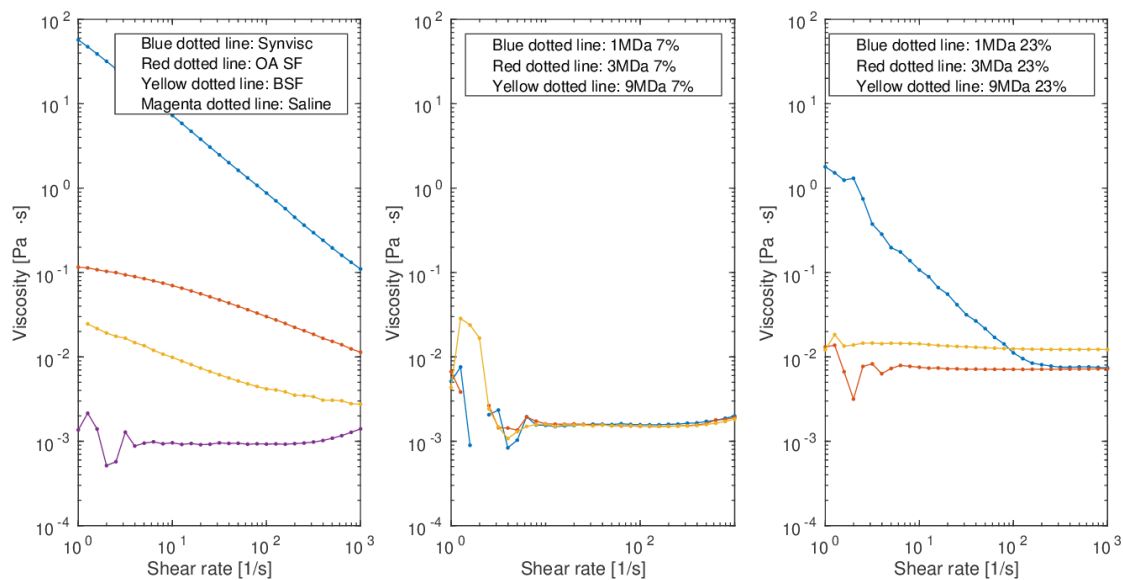 Blue dotted line: Synvisc
Red dotted line: OA SF
Yellow dotted line: BSF
Magenta dotted line: Saline
Viscosity [Pa ·s]
10^2
10^1
10^0
10^-1
10^-2
10^-3
10^-4
10^0 10^1 10^2 10^3
Shear rate [1/s]
Blue dotted line: 1MDa 7%
Red dotted line: 3MDa 7%
Yellow dotted line: 9MDa 7%
Viscosity [Pa ·s]
10^2
10^1
10^0
10^-1
10^-2
10^-3
10^-4
10^0 10^2
Shear rate [1/s]
Blue dotted line: 1MDa 23%
Red dotted line: 3MDa 23%
Yellow dotted line: 9MDa 23%
Viscosity [Pa ·s]
10^2
10^1
10^0
10^-1
10^-2
10^-3
10^-4
10^0 10^1 10^2 10^3
Shear rate [1/s]